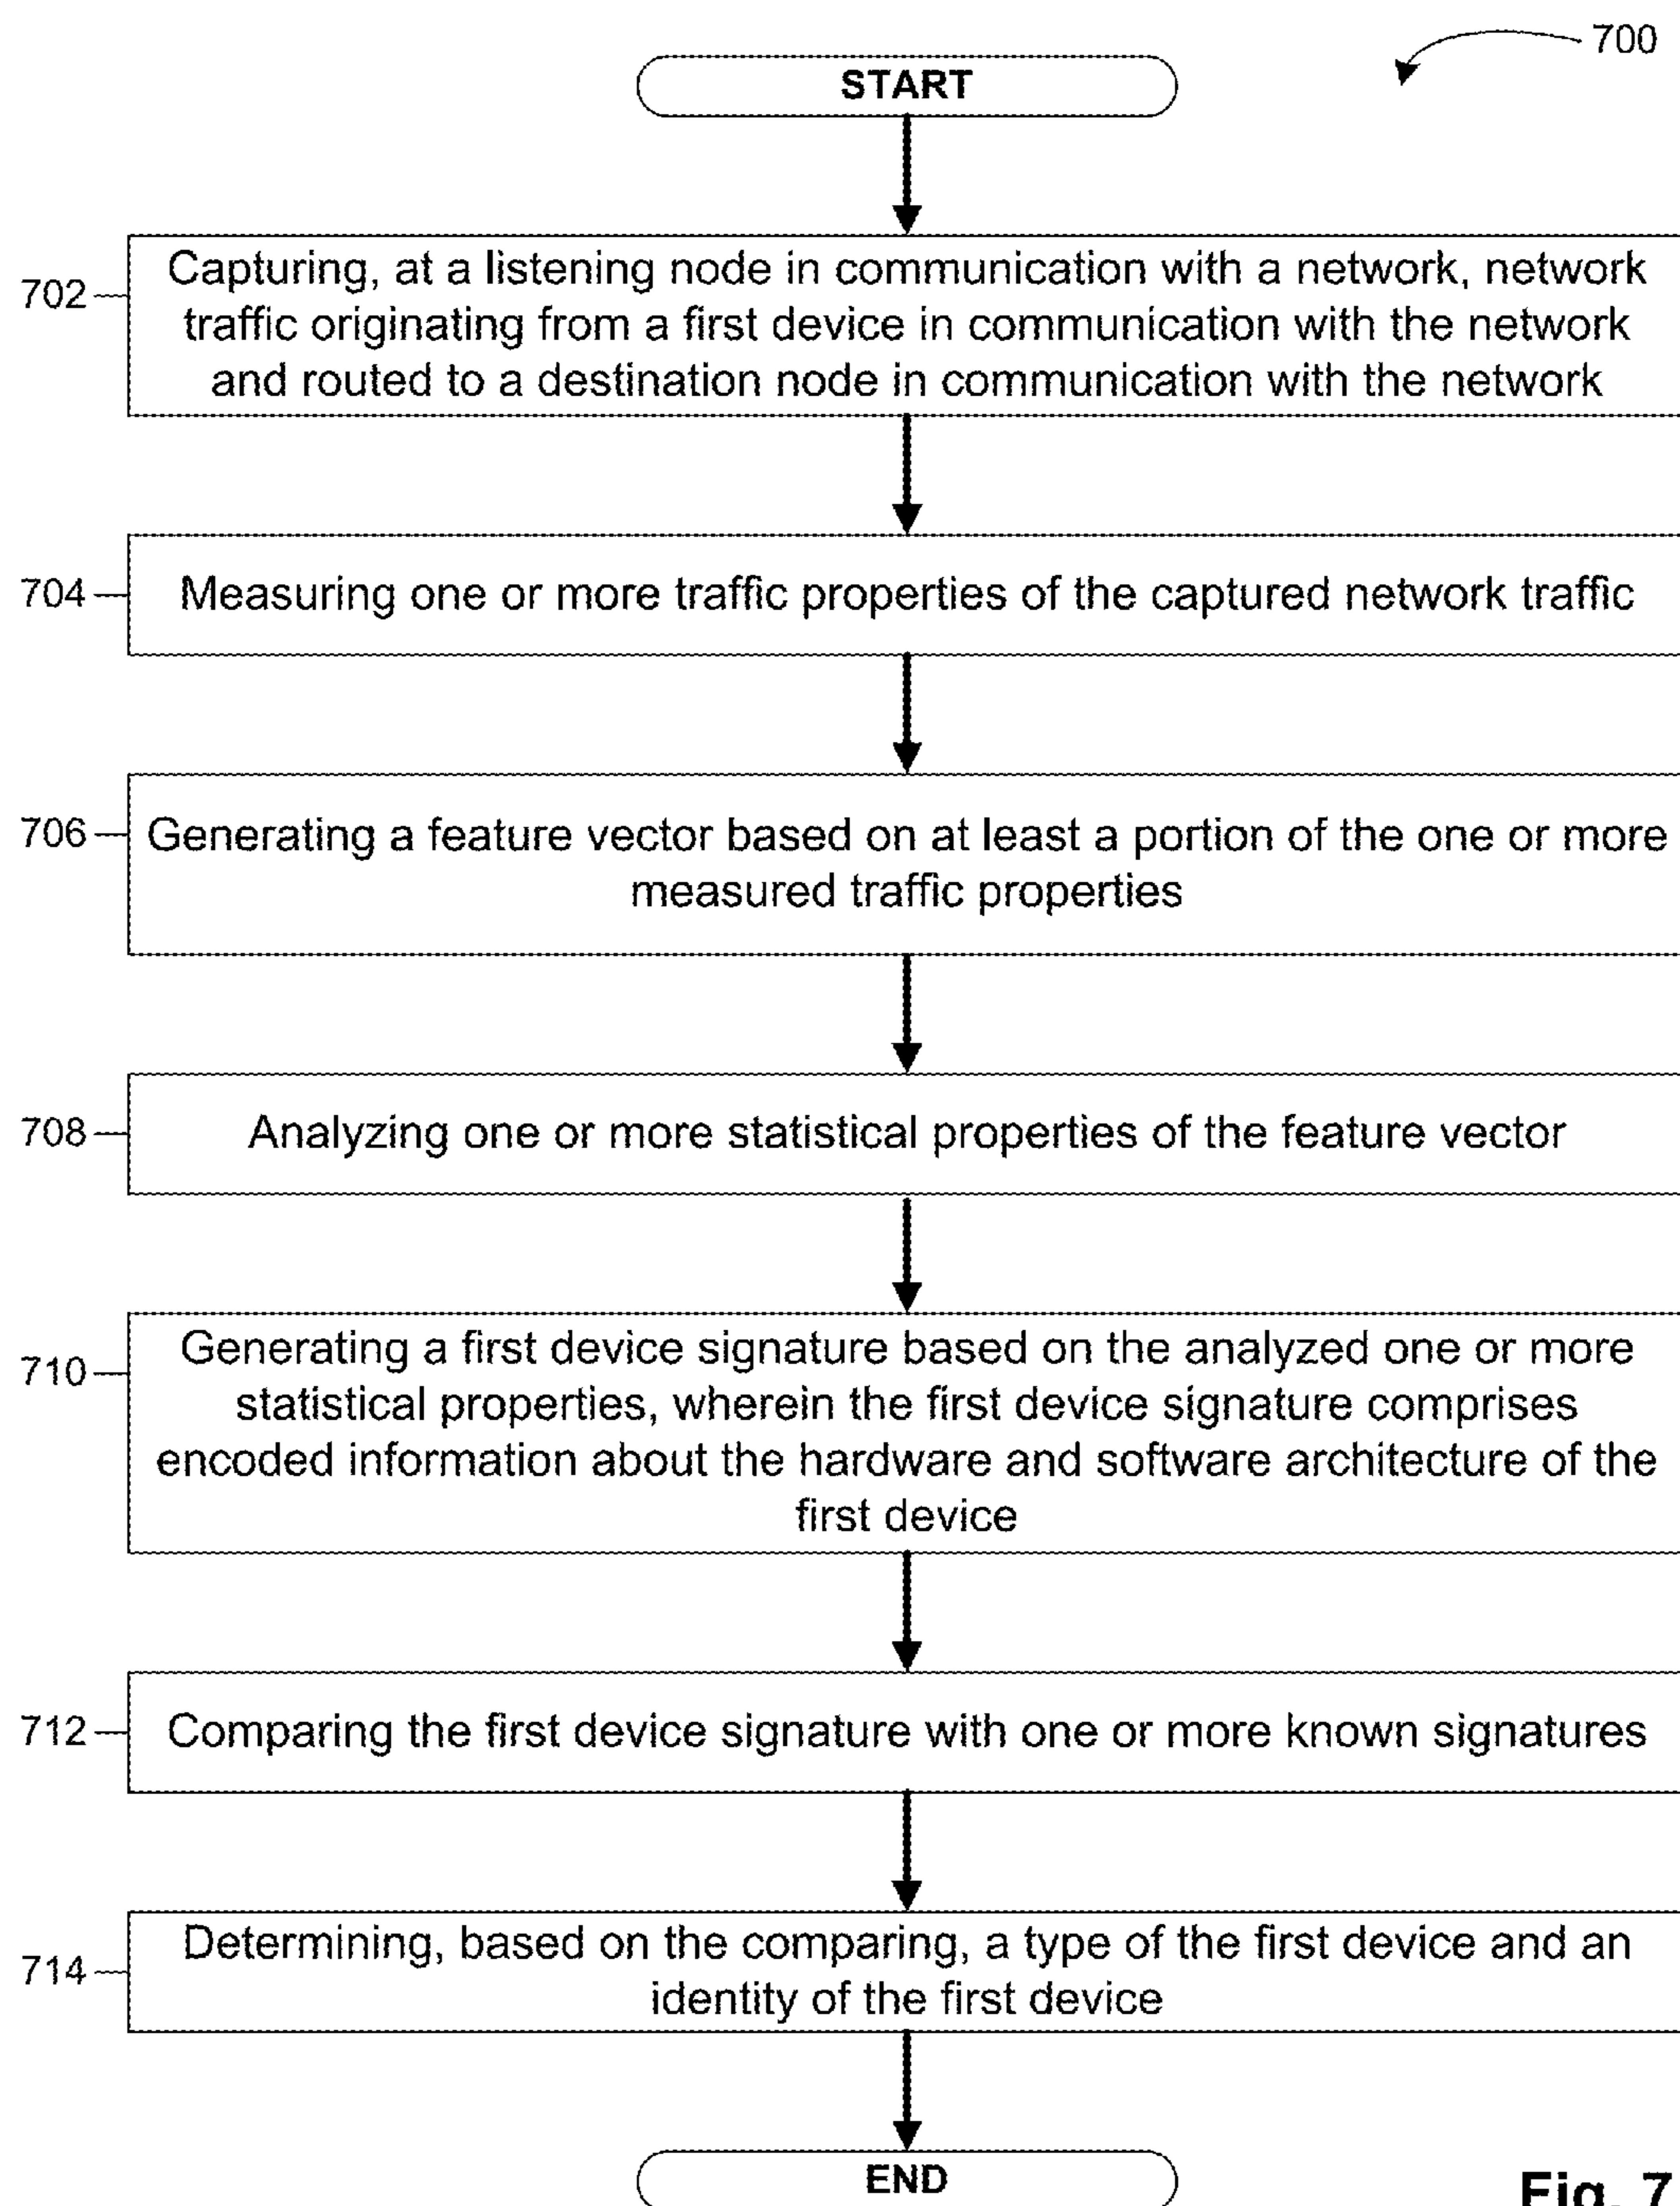 700
START
702
Capturing, at a listening node in communication with a network, network
traffic originating from a first device in communication with the network
and routed to a destination node in communication with the network
704
Measuring one or more traffic properties of the captured network traffic
706
Generating a feature vector based on at least a portion of the one or more
measured traffic properties
708
Analyzing one or more statistical properties of the feature vector
710
Generating a first device signature based on the analyzed one or more
statistical properties, wherein the first device signature comprises
encoded information about the hardware and software architecture of the
first device
712
Comparing the first device signature with one or more known signatures
714
Determining, based on the comparing, a type of the first device and an
identity of the first device
END
Fig. 7